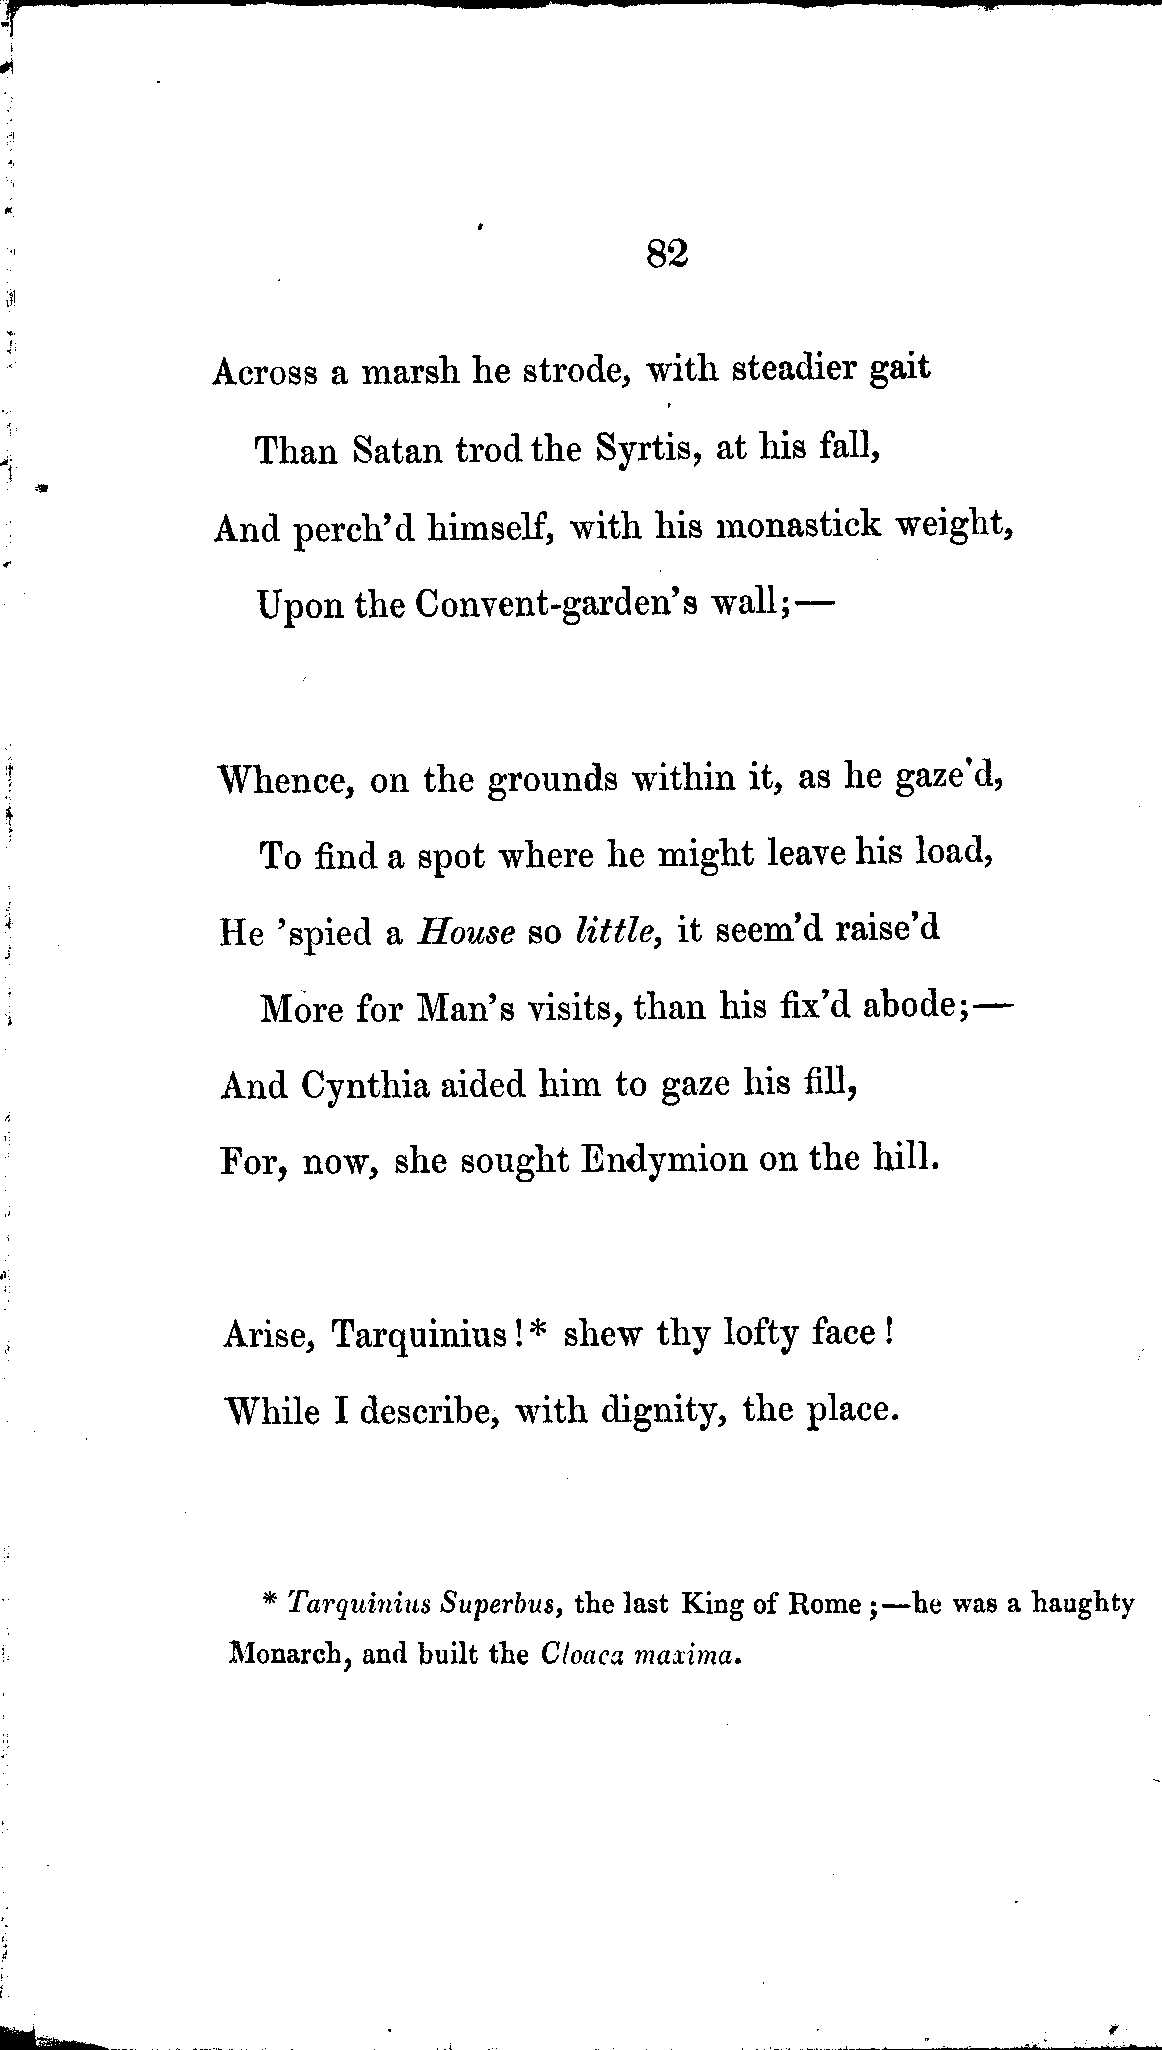 82
Across a marsh he strode, with steadier gait
Than Satan trod the Syrtis, at his fall,
And perch'd himself, with his monastick weight,
Upon the Convent-garden's wall;—
Whence, on the grounds within it, as he gaze'd,
To find a spot where he might leave his load,
He 'spied a House so little, it seem'd raise'd
More for Man's visits, than his fix'd abode;—
And Cynthia aided him to gaze his fill,
For, now, she sought Endymion on the hill.
Arise, Tarquinius!* shew thy lofty face!
While I describe, with dignity, the place.
* Tarquinius Superbus, the last King of Rome;—he was a haughty
Monarch, and built the Cloaca maxima.